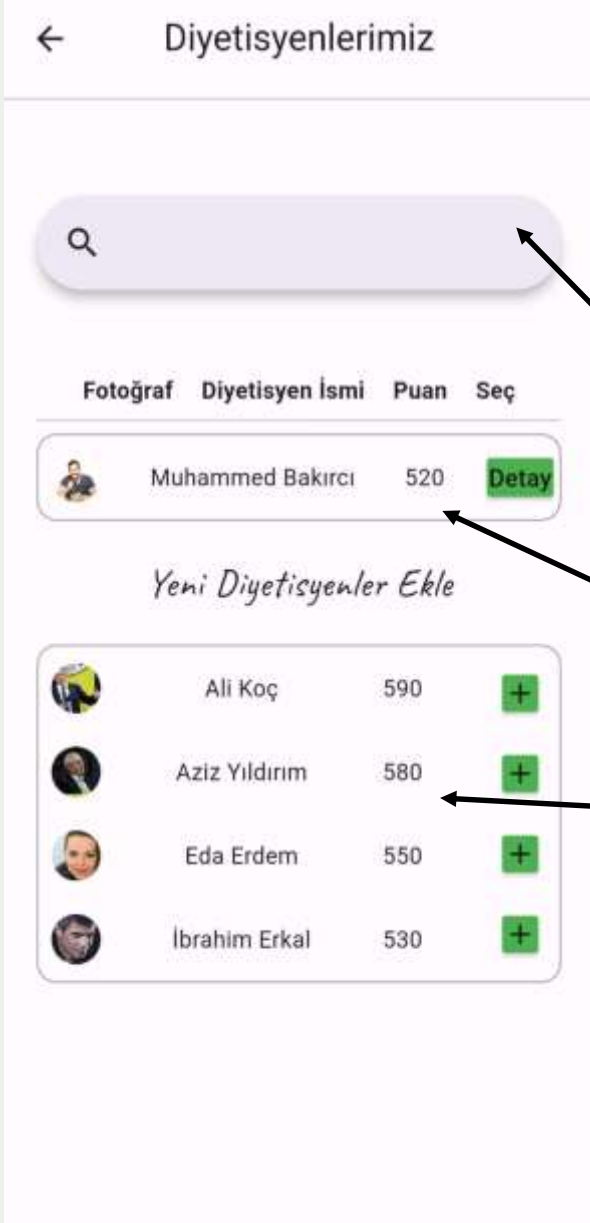 Diyetisyenlerimiz
Fotoğraf Diyetisyen İsmi Puan Seç
Muhammed Bakırcı 520 Detay
Yeni Diyetisyenler Ekle
Ali Koç 590 +
Aziz Yıldırım 580 +
Eda Erdem 550 +
İbrahim Erkal 530 +